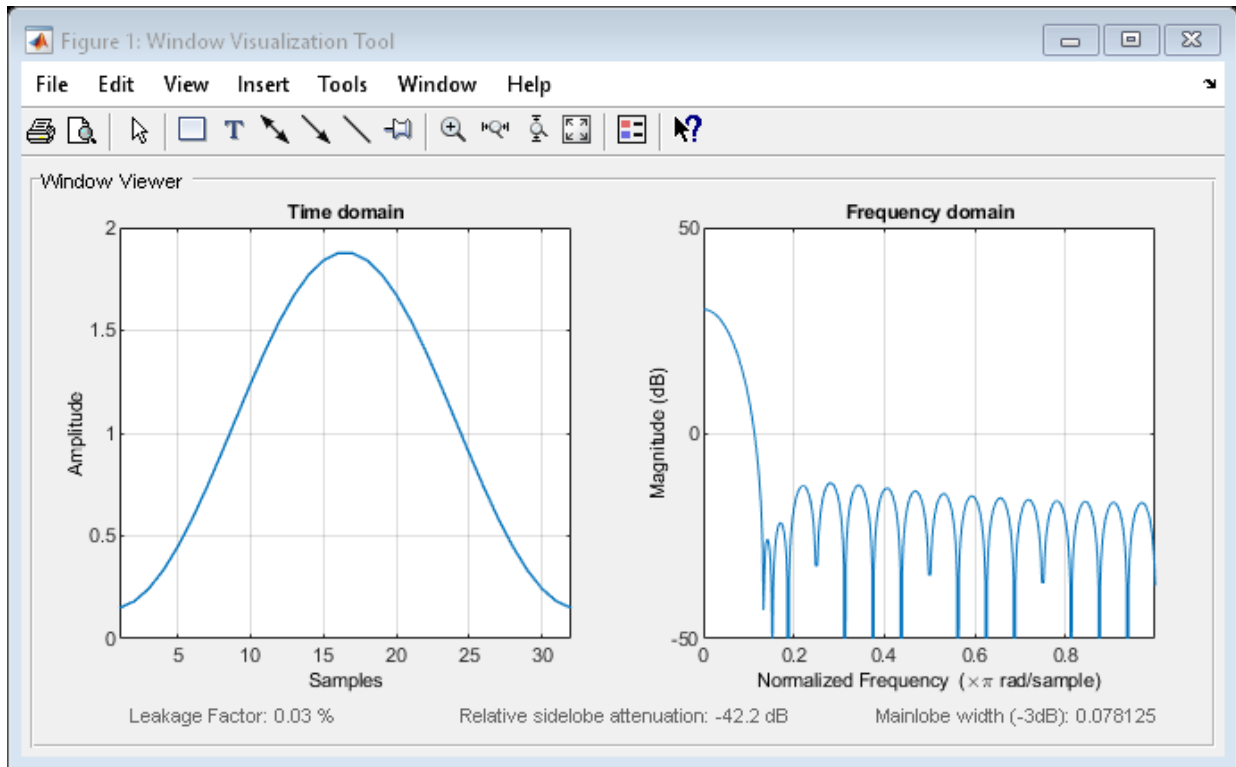 Figure 1: Window Visualization Tool
File Edit View Insert Tools Window Help
Window Viewer
Time domain
2
1.5
1
0.5
0
5 10 15 20 25 30
Samples
Amplitude
Frequency domain
50
0
-50
0 0.2 0.4 0.6 0.8
Normalized Frequency (×π rad/sample)
Magnitude (dB)
Leakage Factor: 0.03 % Relative sidelobe attenuation: -42.2 dB Mainlobe width (-3dB): 0.078125